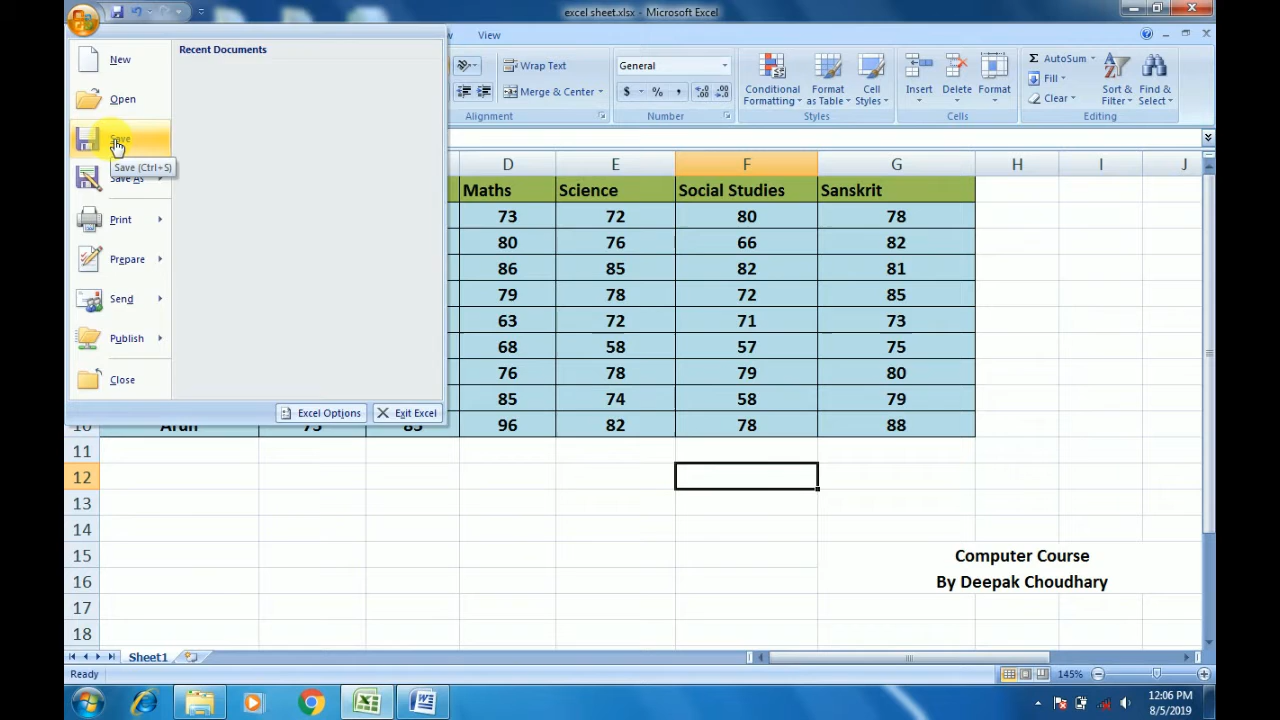 excel sheet.xlsx - Microsoft Excel
View
New
Open
Save
Save (Ctrl+S)
Save As
Print
Prepare
Send
Publish
Close
Recent Documents
Excel Options
Exit Excel
Wrap Text
Merge & Center
Alignment
General
$ % ,
Number
Conditional Formatting
Format as Table
Cell Styles
Styles
Insert
Delete
Format
Cells
AutoSum
Fill
Clear
Sort & Filter
Find & Select
Editing
D E F G H I J
Maths Science Social Studies Sanskrit
73 72 80 78
80 76 66 82
86 85 82 81
79 78 72 85
63 72 71 73
68 58 57 75
76 78 79 80
85 74 58 79
96 82 78 88
11
12
13
14
15 Computer Course
16 By Deepak Choudhary
17
18
Sheet1
Ready
145%
12:06 PM
8/5/2019